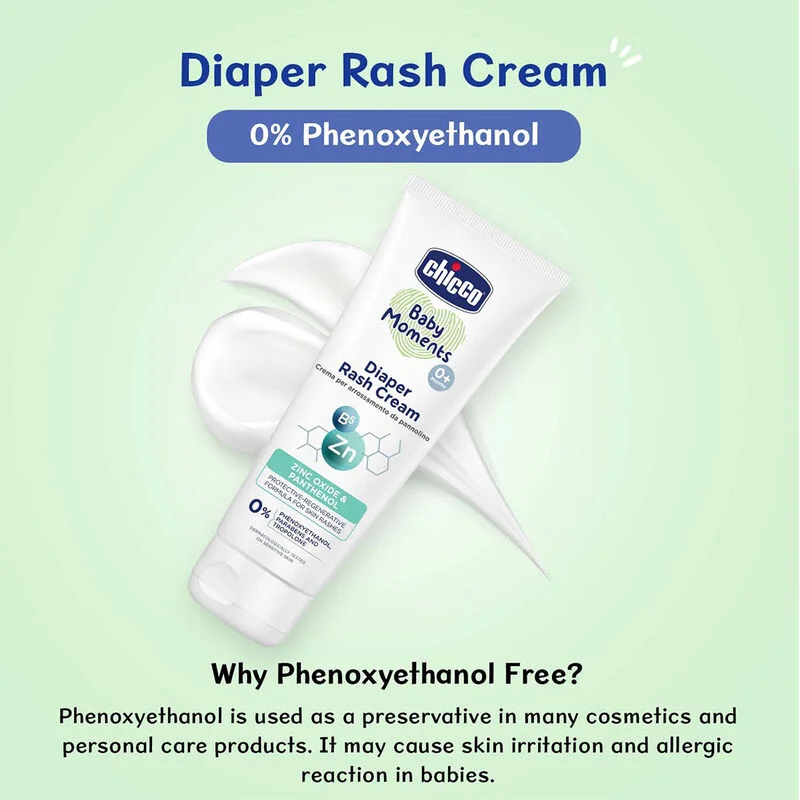 Diaper Rash Cream
0% Phenoxyethanol
chicco
Baby
Moments
0+
Months
Diaper
Rash Cream
Crema per arrossamento da pannolino
B5
Zn
ZINC OXIDE &
PANTHENOL
PROTECTIVE-REGENERATIVE
FORMULA FOR SKIN RASHES
0% PHENOXYETHANOL,
PARABENS AND
TROPOLONE
DERMATOLOGICALLY TESTED
ON SENSITIVE SKIN
Why Phenoxyethanol Free?
Phenoxyethanol is used as a preservative in many cosmetics and
personal care products. It may cause skin irritation and allergic
reaction in babies.